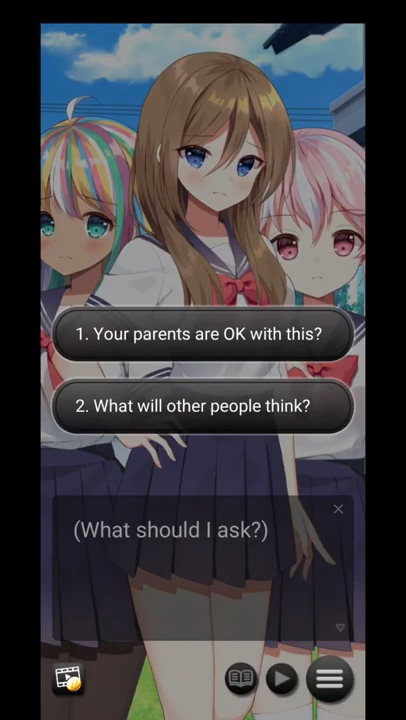 1. Your parents are OK with this?
2. What will other people think?
(What should I ask?)